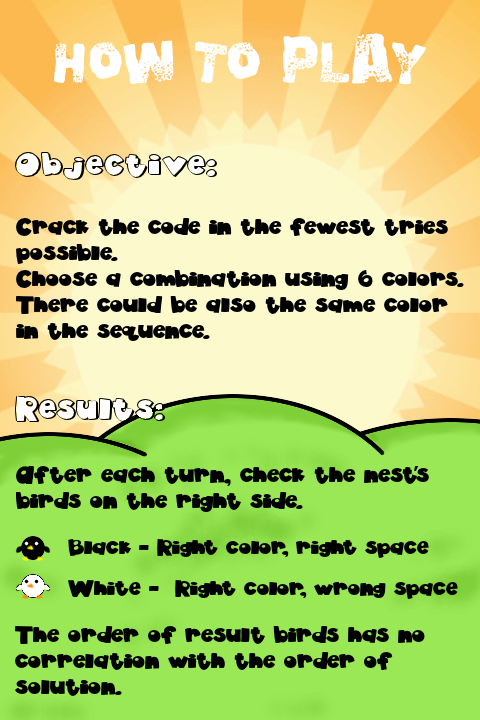 HOW TO PLAY
Objective:
Crack the code in the fewest tries
possible.
Choose a combination using 6 colors.
There could be also the same color
in the sequence.
Results:
After each turn, check the nest's
birds on the right side.
Black - Right color, right space
White - Right color, wrong space
The order of result birds has no
correlation with the order of
solution.